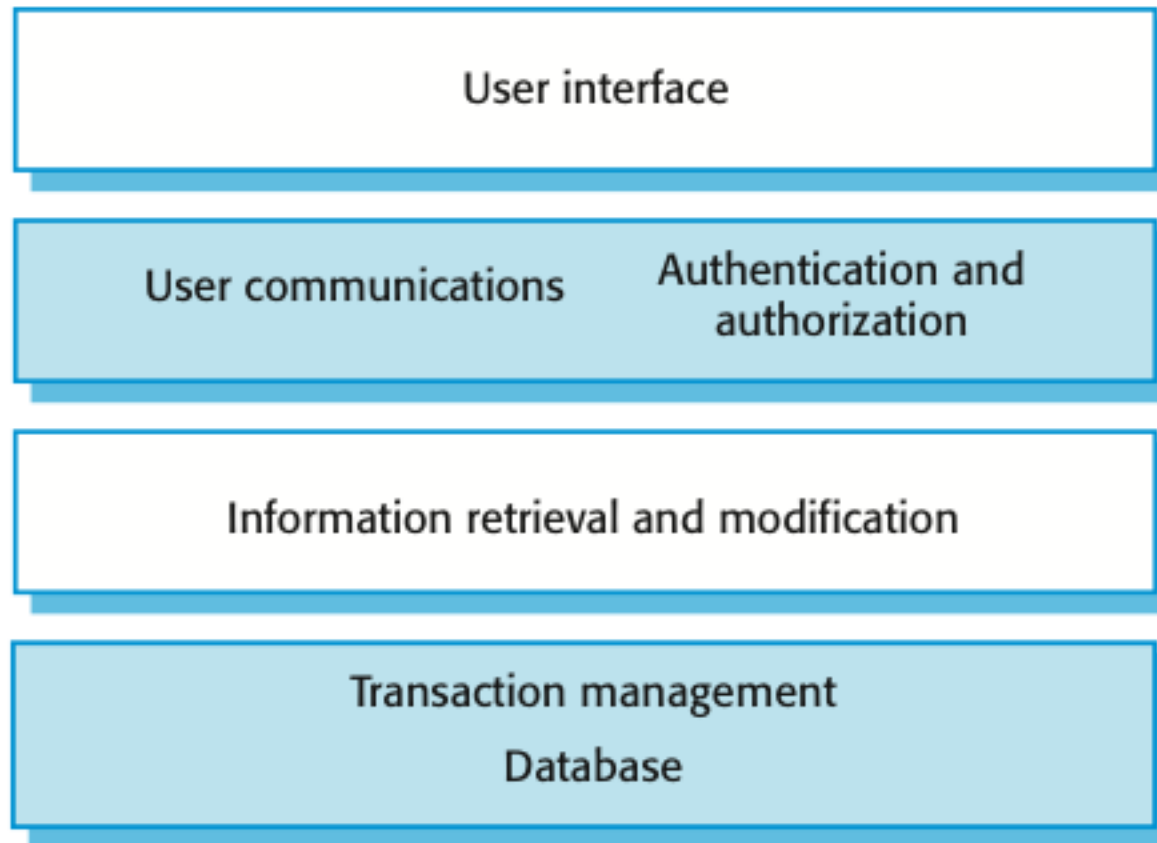 User interface
User communications
Authentication and
authorization
Information retrieval and modification
Transaction management
Database